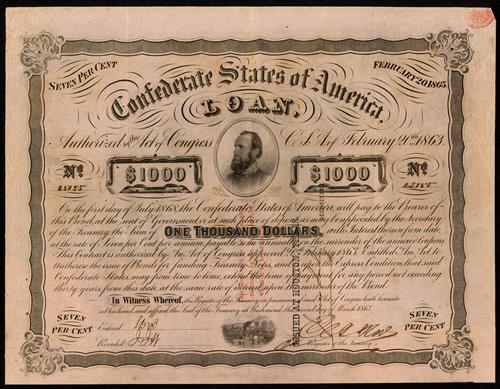 SEVEN PER CENT
FEBRUARY 20, 1863.
Confederate States of America.
LOAN,
Authorized by the Act of Congress C. S. A. of February 20th, 1863.
No No
$1000 $1000
On the first day of July 1868, the Confederate States of America, will pay to the Bearer of
this Bond, at the seat of Government or at such place of deposit as may be appointed by the Secretary
of the Treasury, the Sum of ONE THOUSAND DOLLARS, with Interest thereon from date
at the rate of Seven per Cent per annum, payable semi annually on the surrender of the annexed Coupons
This Contract is authorized by An Act of Congress approved February 1863, Entitled "An Act to
Authorize the issue of Bonds for funding Treasury Notes" and Congress
Confederate States may from time to time extend the time of payment for any period not exceeding
thirty years from this date, at the same rate of interest upon the surrender of the Bond.
In Witness Whereof, the Register of the Treasury in pursuance of the said Act of Congress hath hereunto
set his hand, and affixed the Seal of the Treasury at Richmond, this day of March 1863
SEVEN
PER CENT
Entered
Recorded
Register of the Treasury
SEVEN
PER CENT
ISSUED AT HOUSTON,